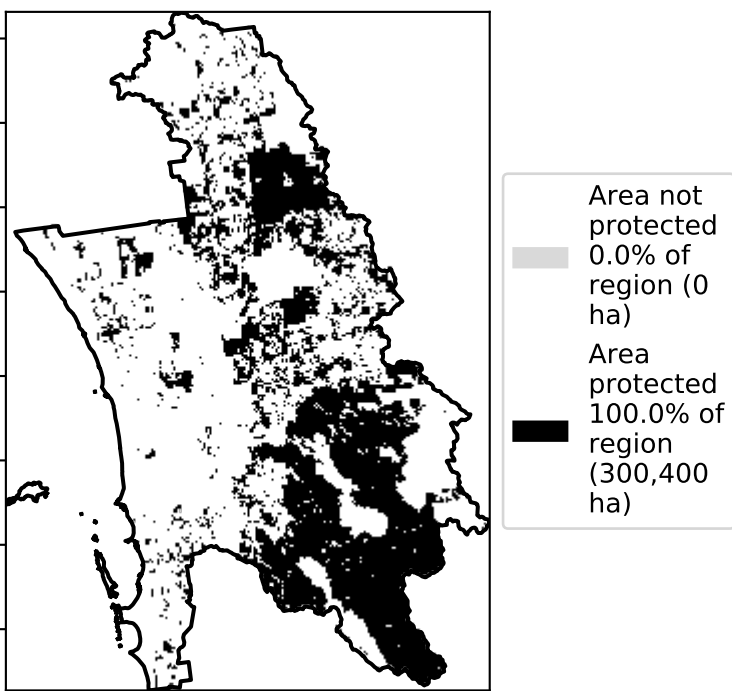 Area not
protected
0.0% of
region (0
ha)
Area
protected
100.0% of
region
(300,400
ha)